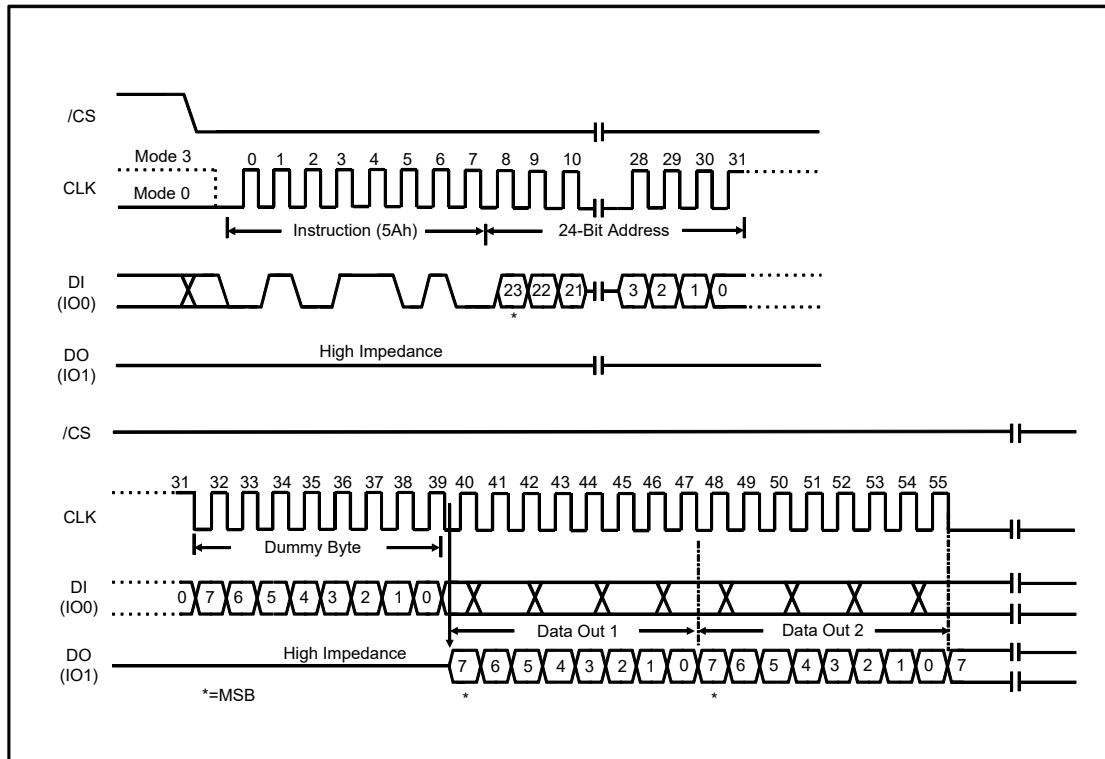 /CS
Mode 3
0 1 2 3 4 5 6 7 8 9 10 28 29 30 31
CLK
Mode 0
Instruction (5Ah) 24-Bit Address
DI
(IO0)
23 22 21 3 2 1 0
*
DO
(IO1)
High Impedance
/CS
31 32 33 34 35 36 37 38 39 40 41 42 43 44 45 46 47 48 49 50 51 52 53 54 55
CLK
Dummy Byte
DI
(IO0)
0 7 6 5 4 3 2 1 0
Data Out 1 Data Out 2
DO
(IO1)
High Impedance
7 6 5 4 3 2 1 0 7 6 5 4 3 2 1 0 7
*=MSB * *